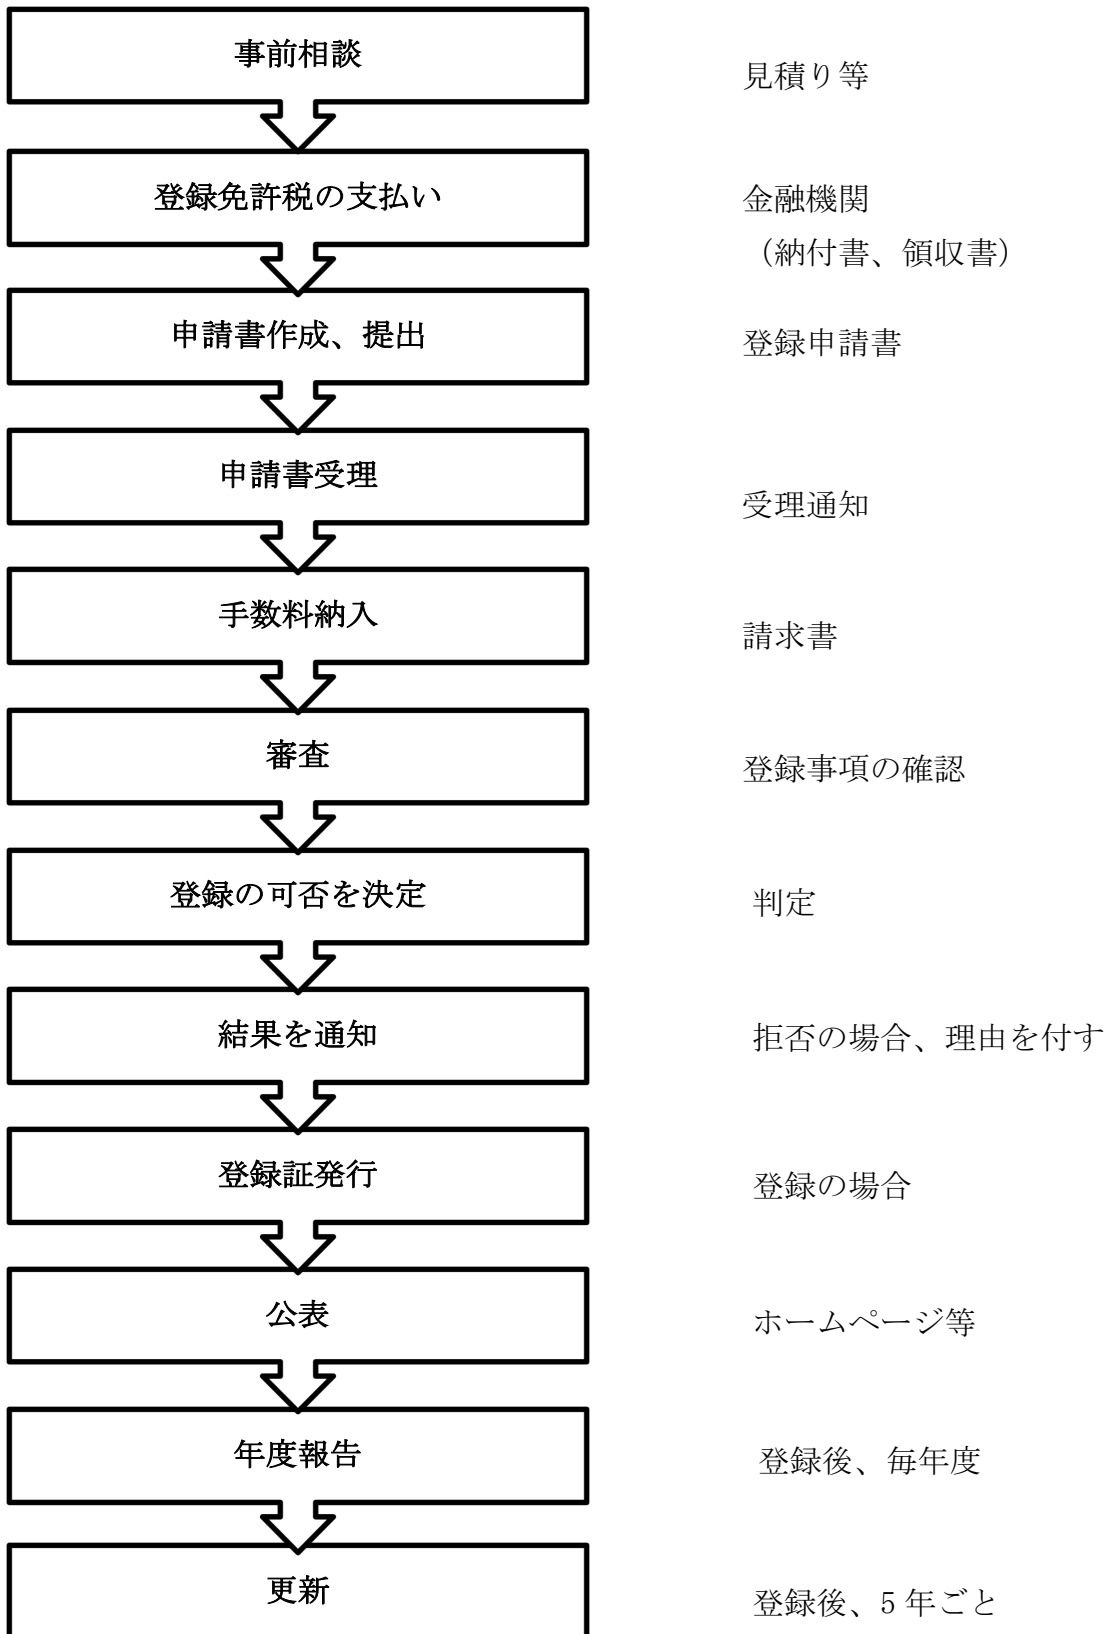 事前相談
見積り等
登録免許税の支払い
金融機関
（納付書、領収書）
申請書作成、提出
登録申請書
申請書受理
受理通知
手数料納入
請求書
審査
登録事項の確認
登録の可否を決定
判定
結果を通知
拒否の場合、理由を付す
登録証発行
登録の場合
公表
ホームページ等
年度報告
登録後、毎年度
更新
登録後、5 年ごと